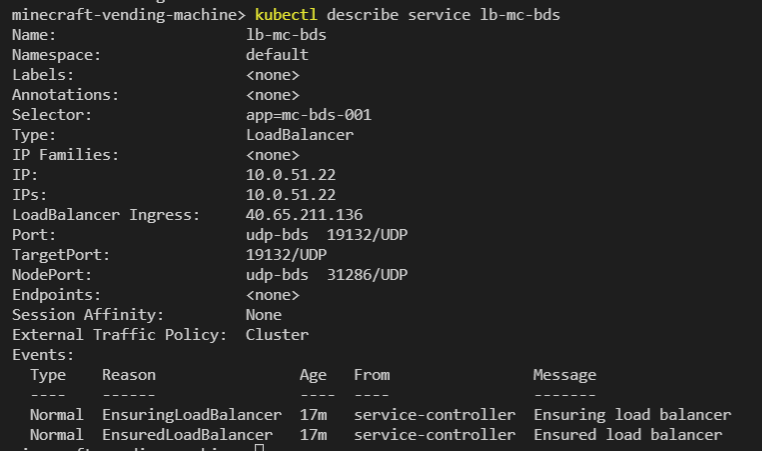 minecraft-vending-machine> kubectl describe service lb-mc-bds
Name:                     lb-mc-bds
Namespace:                default
Labels:                   <none>
Annotations:              <none>
Selector:                 app=mc-bds-001
Type:                     LoadBalancer
IP Families:              <none>
IP:                       10.0.51.22
IPs:                      10.0.51.22
LoadBalancer Ingress:     40.65.211.136
Port:                     udp-bds  19132/UDP
TargetPort:               19132/UDP
NodePort:                 udp-bds  31286/UDP
Endpoints:                <none>
Session Affinity:         None
External Traffic Policy:  Cluster
Events:
  Type    Reason                Age   From                Message
  ----    ------                ----  ----                -------
  Normal  EnsuringLoadBalancer  17m   service-controller  Ensuring load balancer
  Normal  EnsuredLoadBalancer   17m   service-controller  Ensured load balancer